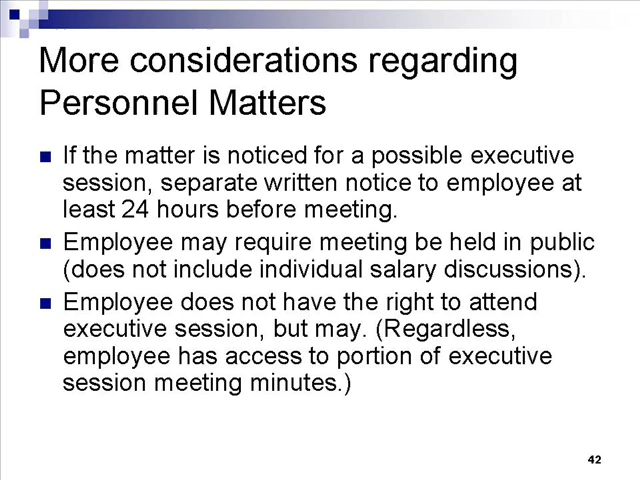 More considerations regarding
Personnel Matters
If the matter is noticed for a possible executive
session, separate written notice to employee at
least 24 hours before meeting.
Employee may require meeting be held in public
(does not include individual salary discussions).
Employee does not have the right to attend
executive session, but may. (Regardless,
employee has access to portion of executive
session meeting minutes.)
42